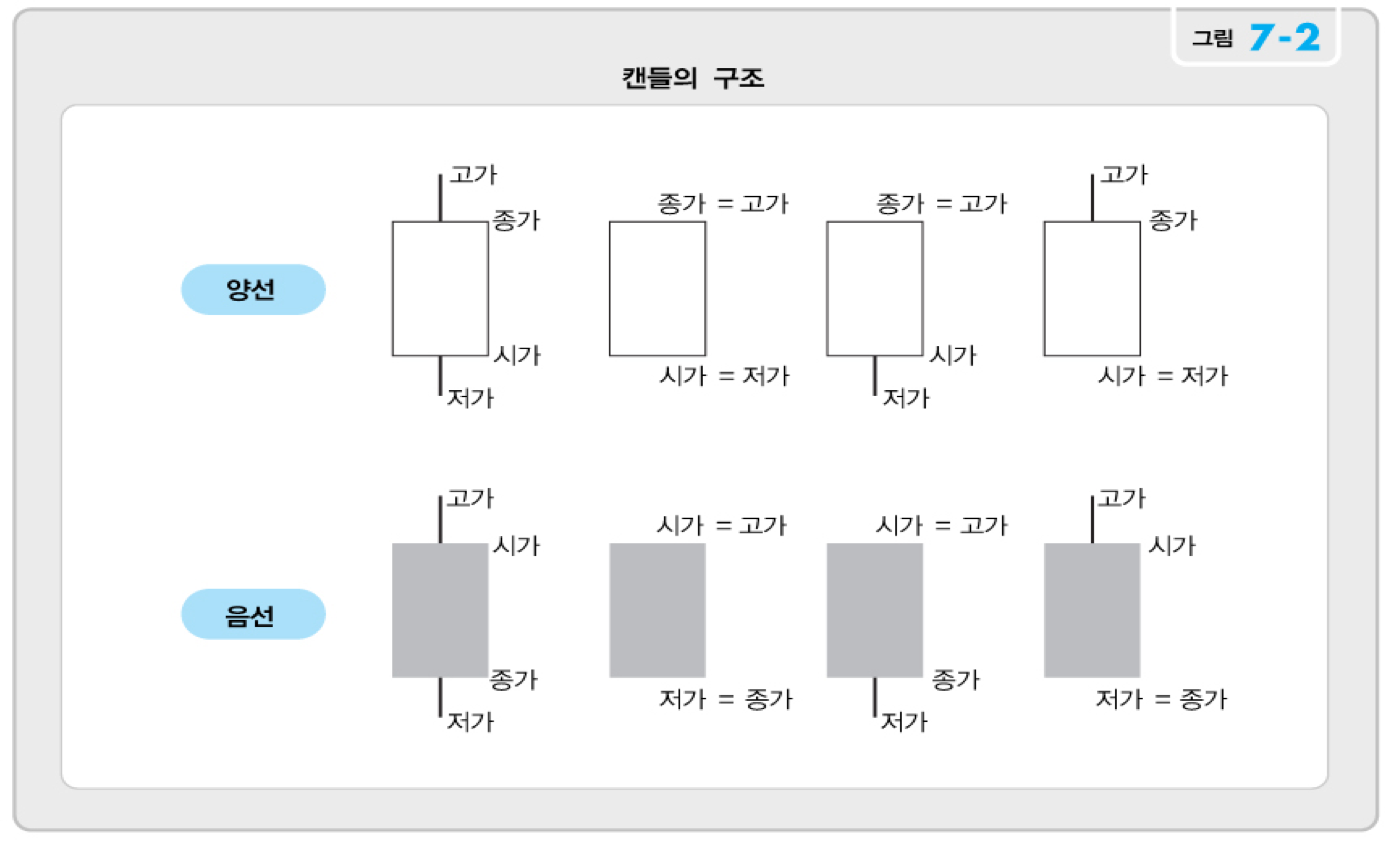 그림 7-2
캔들의 구조
고가
고가
종가 = 고가
종가 = 고가
종가
종가
양선
시가
시가
시가 = 저가
시가 = 저가
저가
저가
고가
고가
시가 = 고가
시가 = 고가
시가
시가
음선
종가
종가
저가 = 종가
저가 = 종가
저가
저가